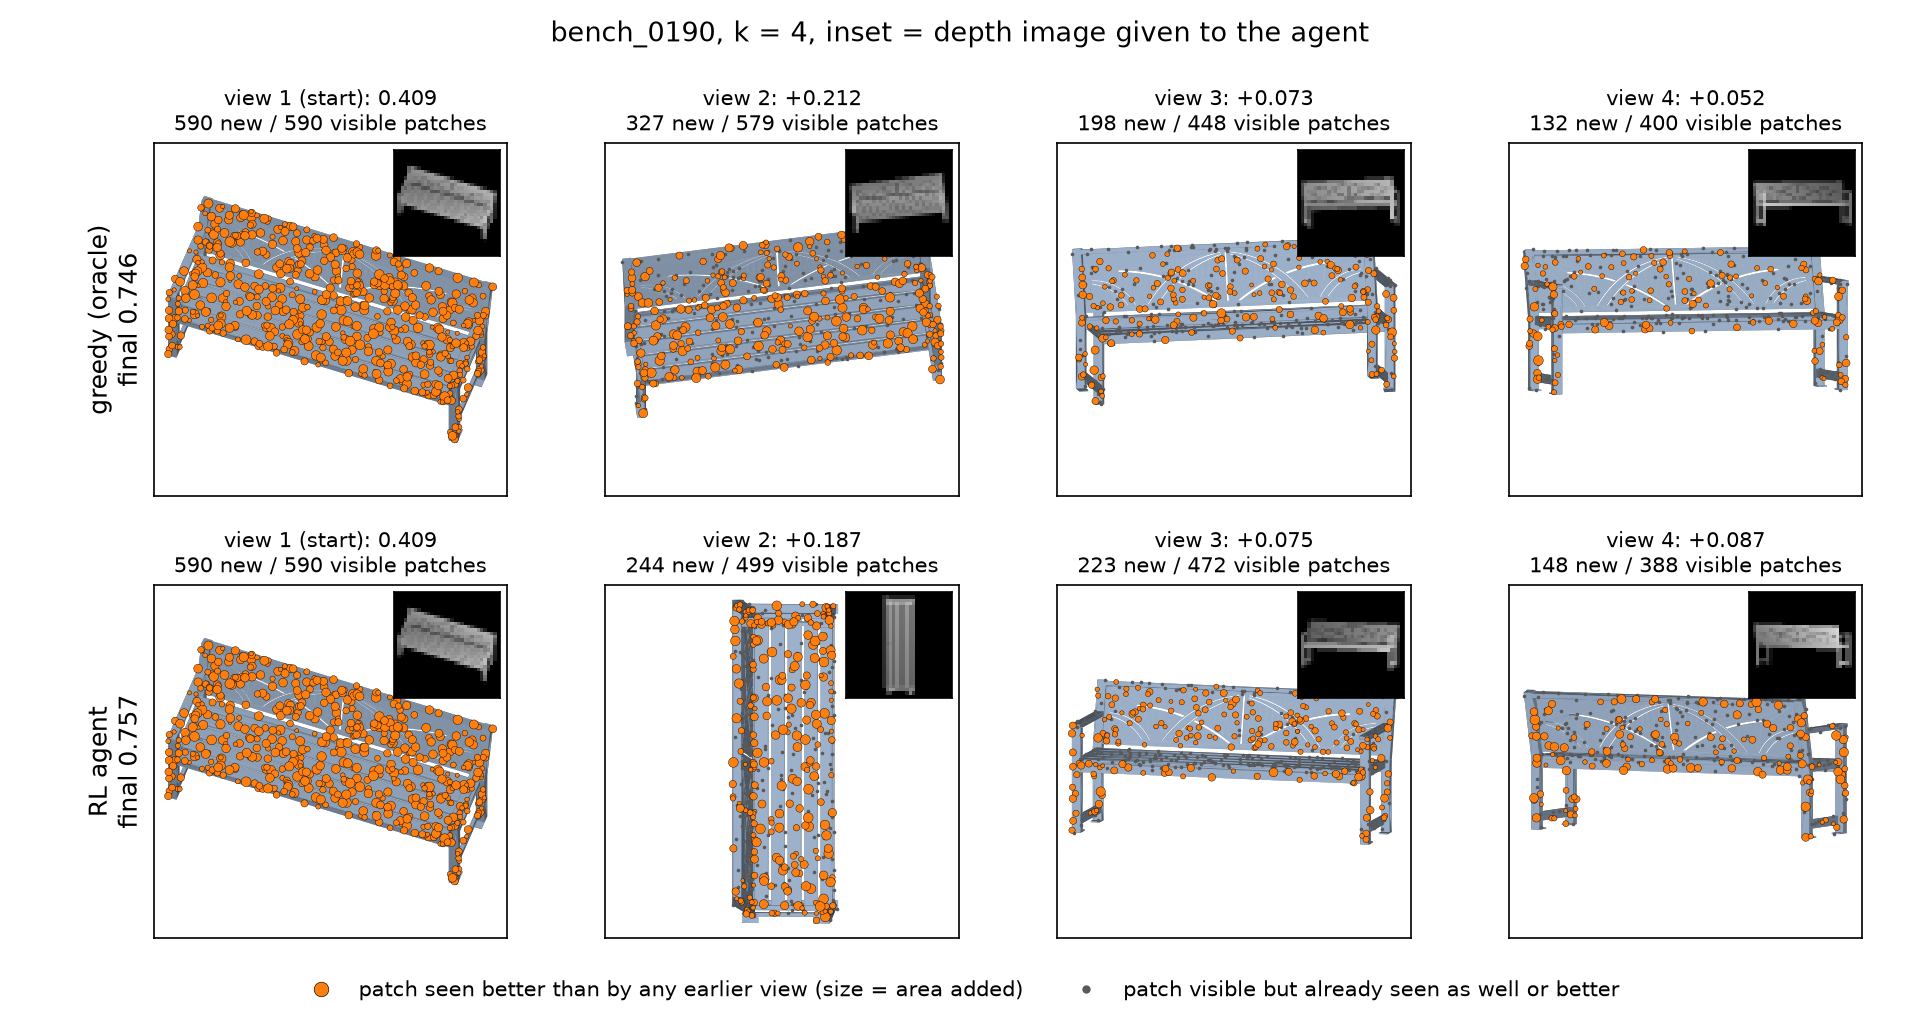 bench_0190, k = 4, inset = depth image given to the agent
view 1 (start): 0.409
590 new / 590 visible patches
view 2: +0.212
327 new / 579 visible patches
view 3: +0.073
198 new / 448 visible patches
view 4: +0.052
132 new / 400 visible patches
greedy (oracle)
final 0.746
view 1 (start): 0.409
590 new / 590 visible patches
view 2: +0.187
244 new / 499 visible patches
view 3: +0.075
223 new / 472 visible patches
view 4: +0.087
148 new / 388 visible patches
RL agent
final 0.757
patch seen better than by any earlier view (size = area added)
patch visible but already seen as well or better